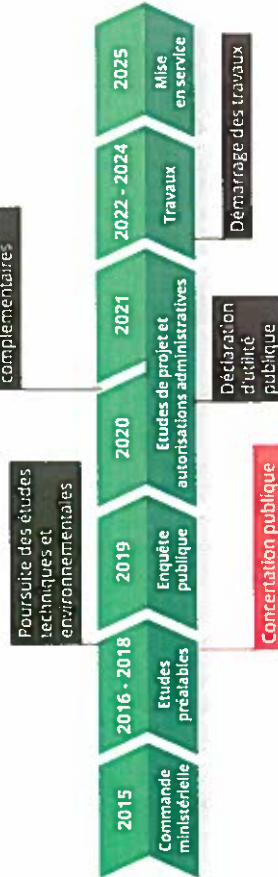 Poursuite des études
techniques et
environnementales
complémentaires
2015
2016 - 2018
2019
2020
2021
2022 - 2024
2025
Commande
ministérielle
Etudes
préalables
Enquête
publique
Etudes de projet et
autorisations administratives
Travaux
Mise
en service
Concertation publique
Déclaration
d'utilité
publique
Démarrage des travaux